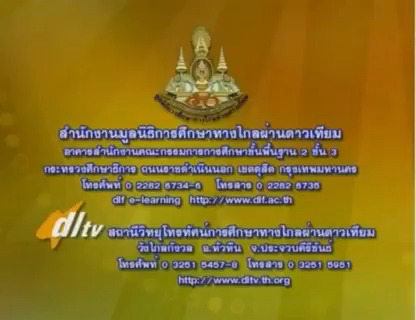 สำนักงานมูลนิธิการศึกษาทางไกลผ่านดาวเทียม
อาคารสำนักงานคณะกรรมการการศึกษาขั้นพื้นฐาน 2 ชั้น 3
กระทรวงศึกษาธิการ ถนนราชดำเนินนอก เขตดุสิต กรุงเทพมหานคร
โทรศัพท์ 0 2282 6734-6 โทรสาร 0 2282 6735
dlf e-learning http://www.dlf.ac.th
dltv สถานีวิทยุโทรทัศน์การศึกษาทางไกลผ่านดาวเทียม
วังไกลกังวล อ.หัวหิน จ.ประจวบคีรีขันธ์
โทรศัพท์ 0 3251 5457-8 โทรสาร 0 3251 5951
http://www.dltv.th.org